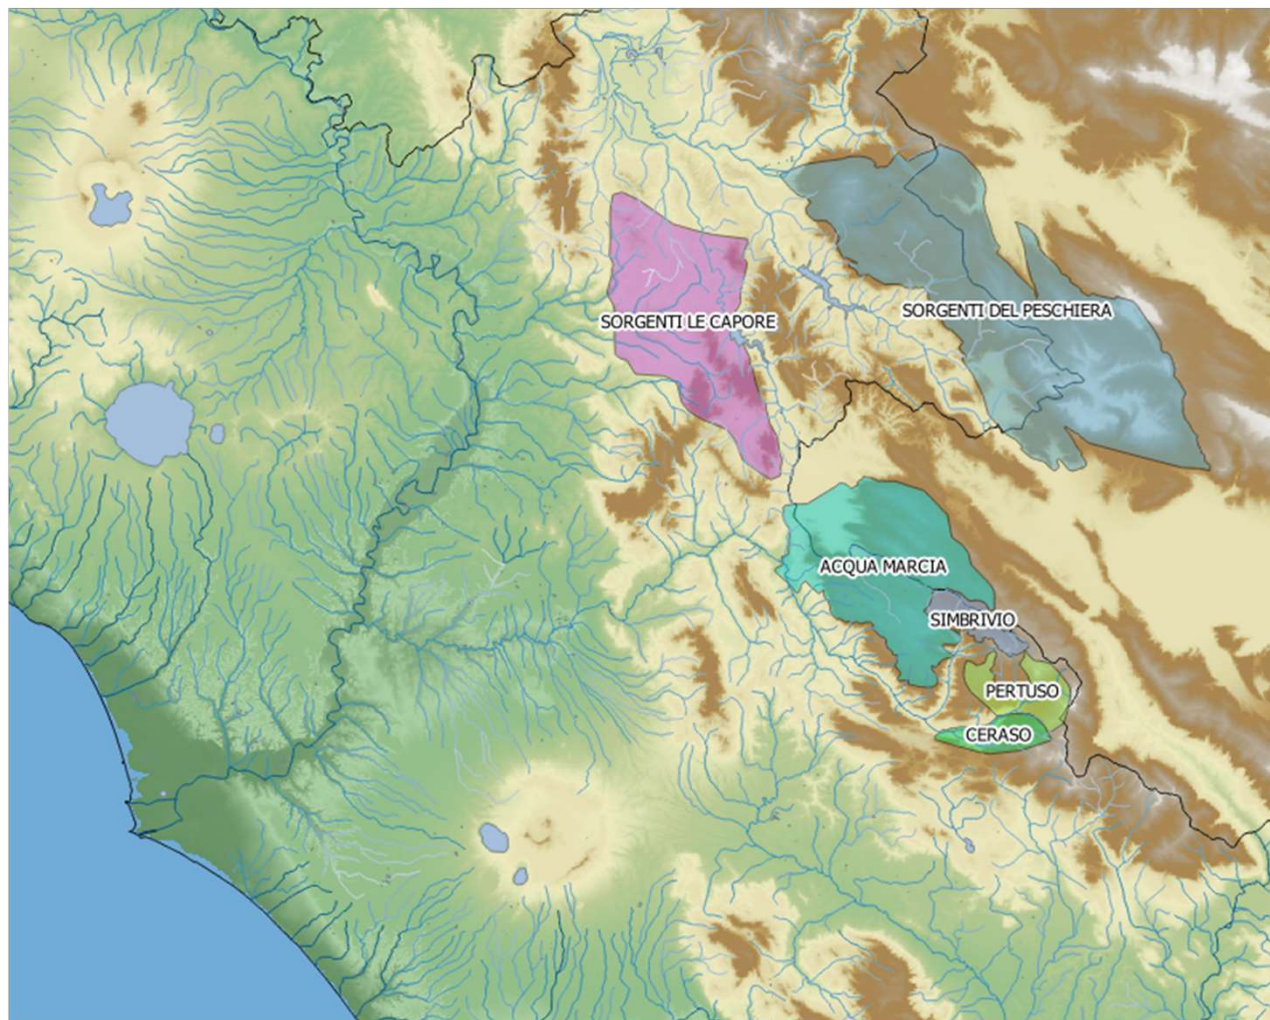 SORGENTI DEL PESCHIERA
SORGENTI LE CAPORE
ACQUA MARCIA
SIMBRIVIO
PERTUSO
CERASO